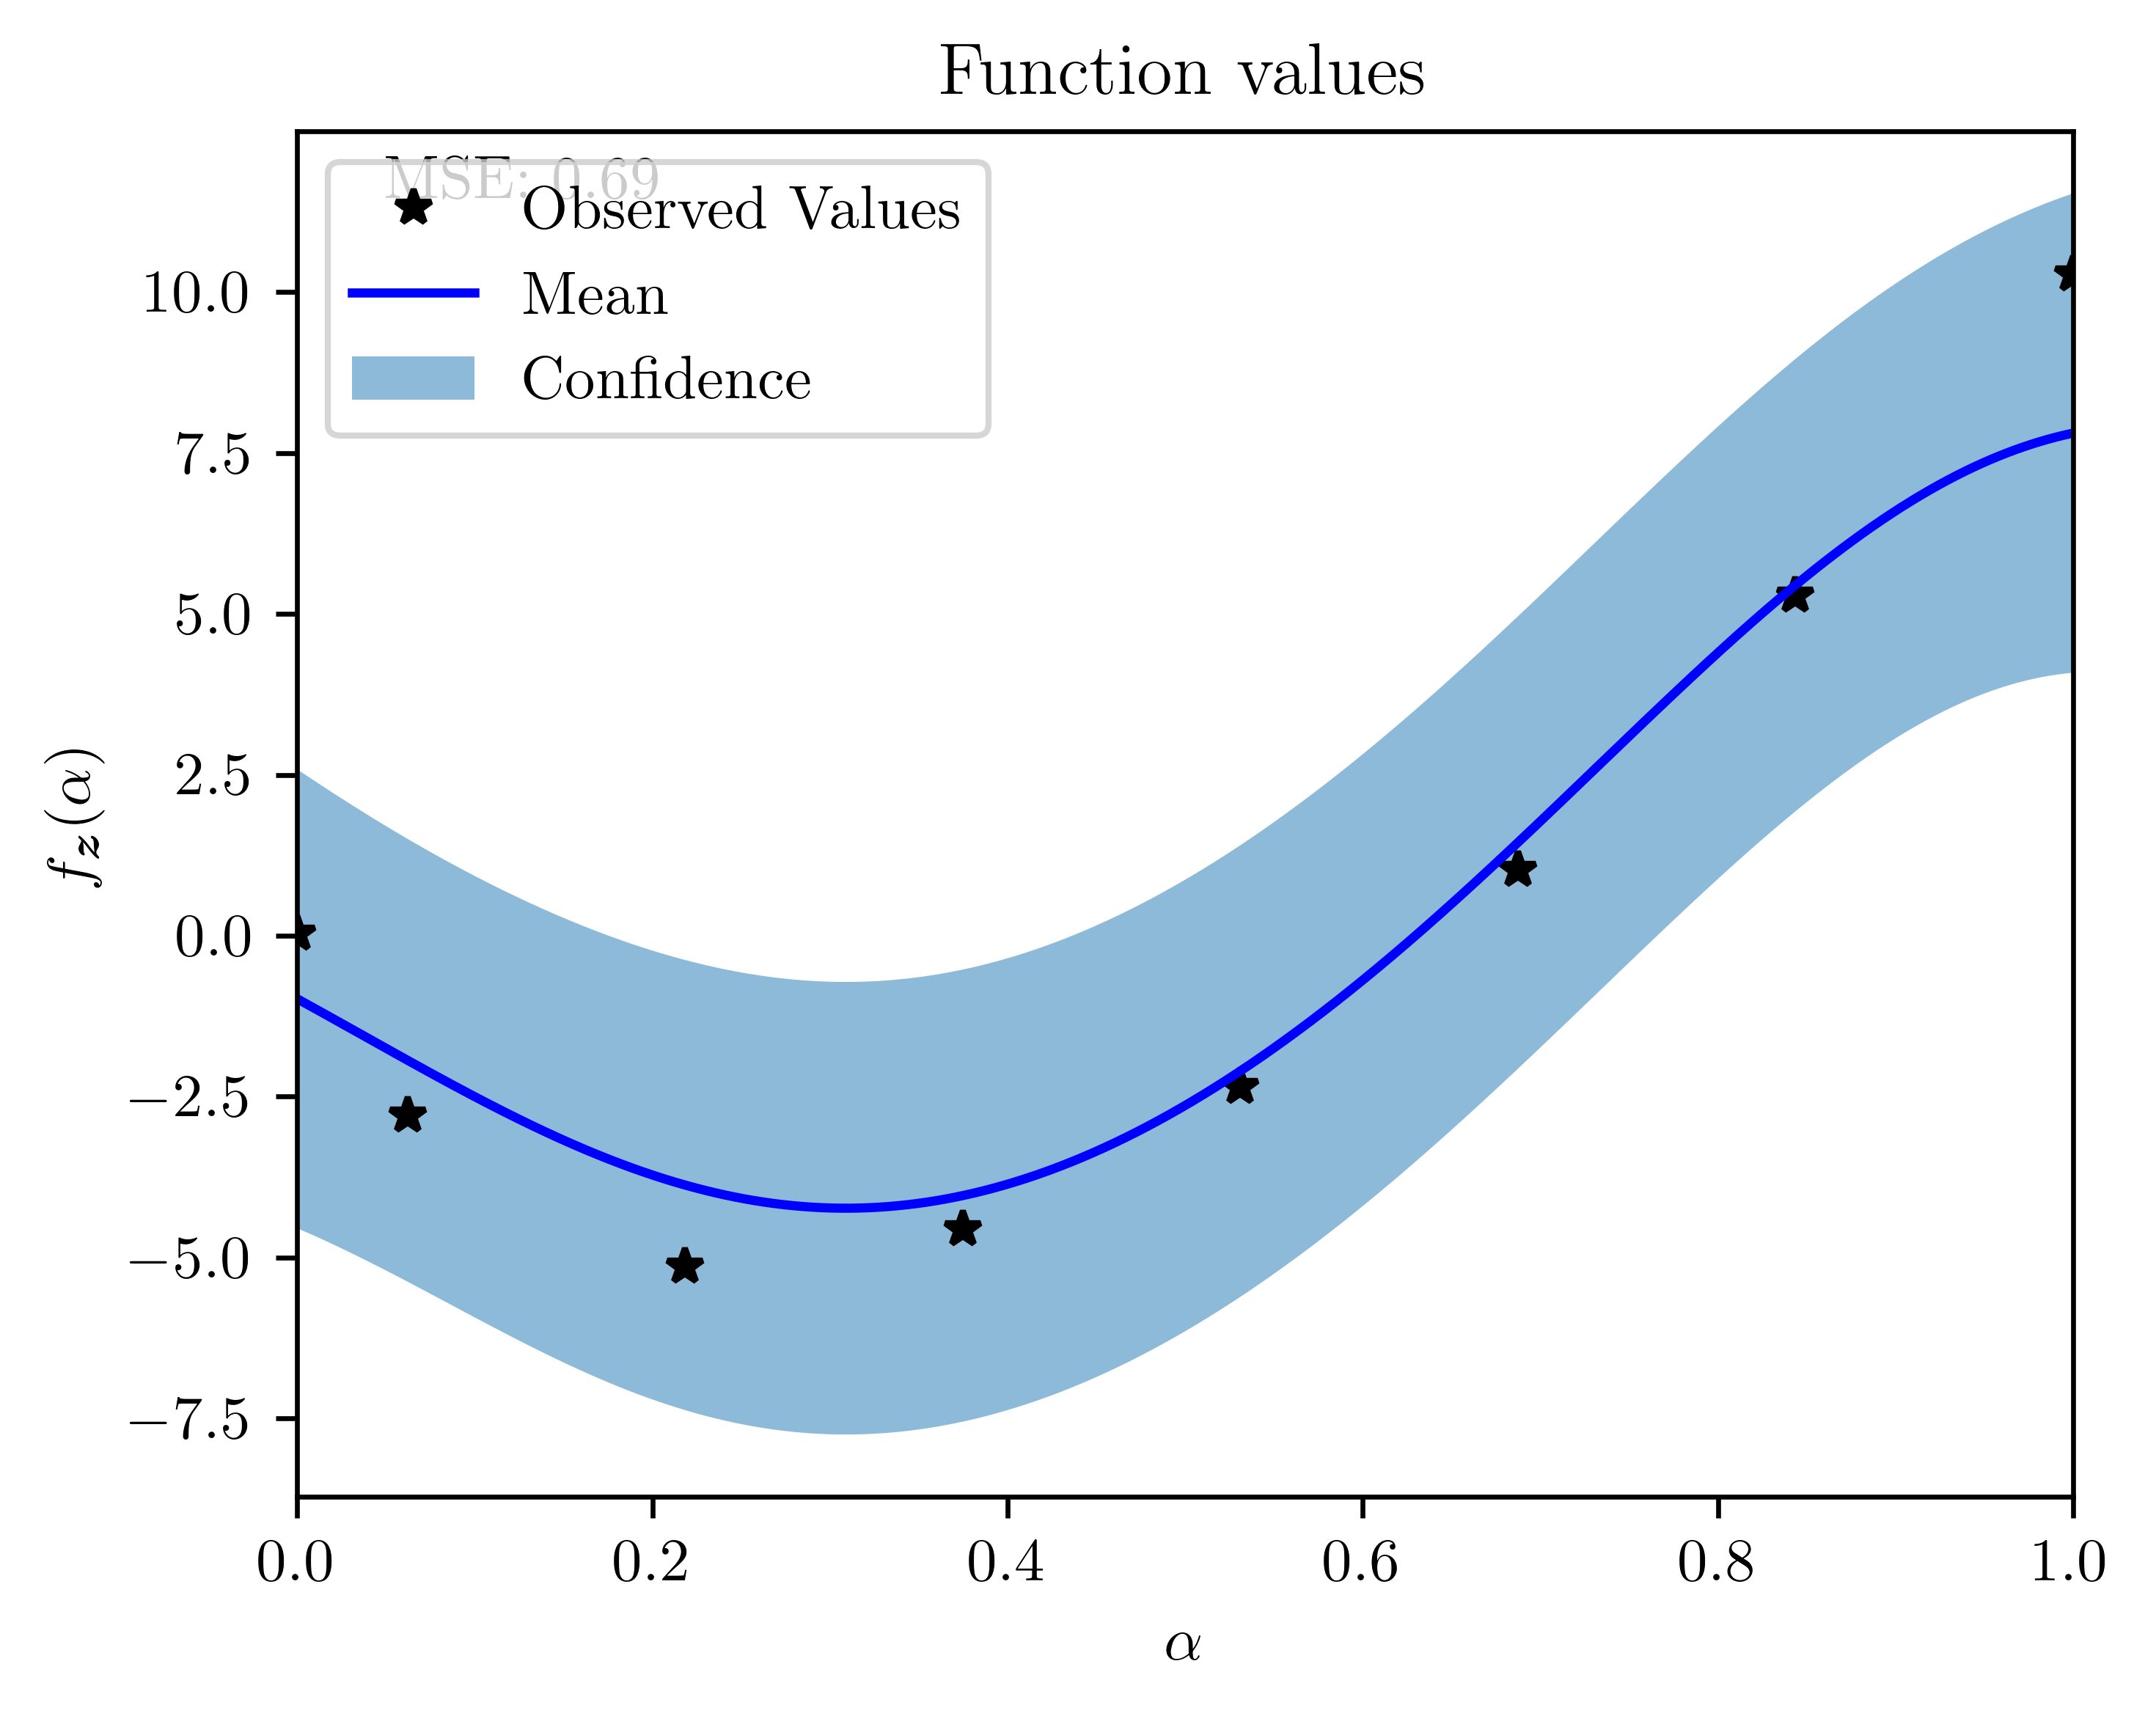 Function values
MSE: 0.69
Observed Values
Mean
Confidence
10.0
7.5
5.0
2.5
0.0
−2.5
−5.0
−7.5
f_z(α)
0.0 0.2 0.4 0.6 0.8 1.0
α